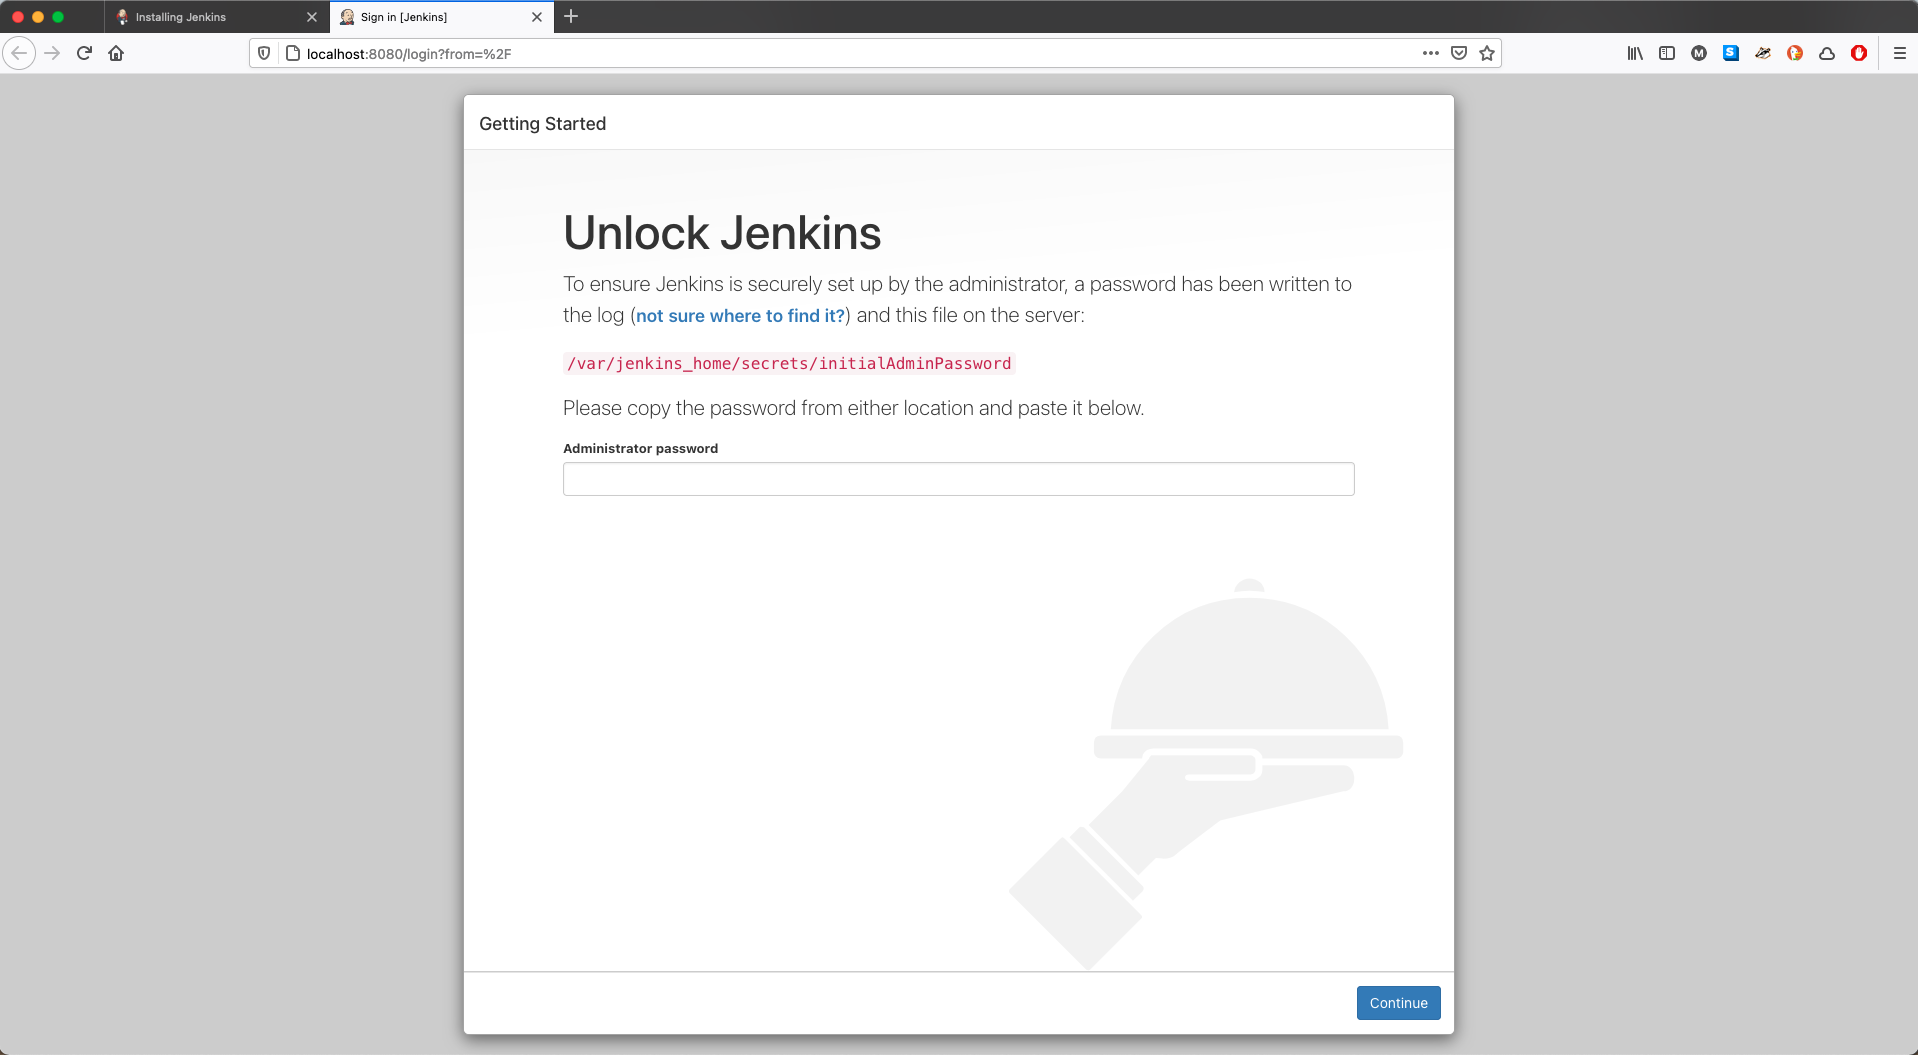 Installing Jenkins
Sign in [Jenkins]
localhost:8080/login?from=%2F
Getting Started
Unlock Jenkins
To ensure Jenkins is securely set up by the administrator, a password has been written to
the log (not sure where to find it?) and this file on the server:
/var/jenkins_home/secrets/initialAdminPassword
Please copy the password from either location and paste it below.
Administrator password
Continue